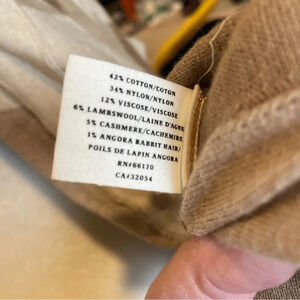 42% COTTON/COTON
34% NYLON/NYLON
12% VISCOSE/VISCOSE
6% LAMBSWOOL/LAINE D'AGNE
5% CASHMERE/CACHEMIRE
1% ANGORA RABBIT HAIR/
POILS DE LAPIN ANGORA
RN#66170
CA#32054